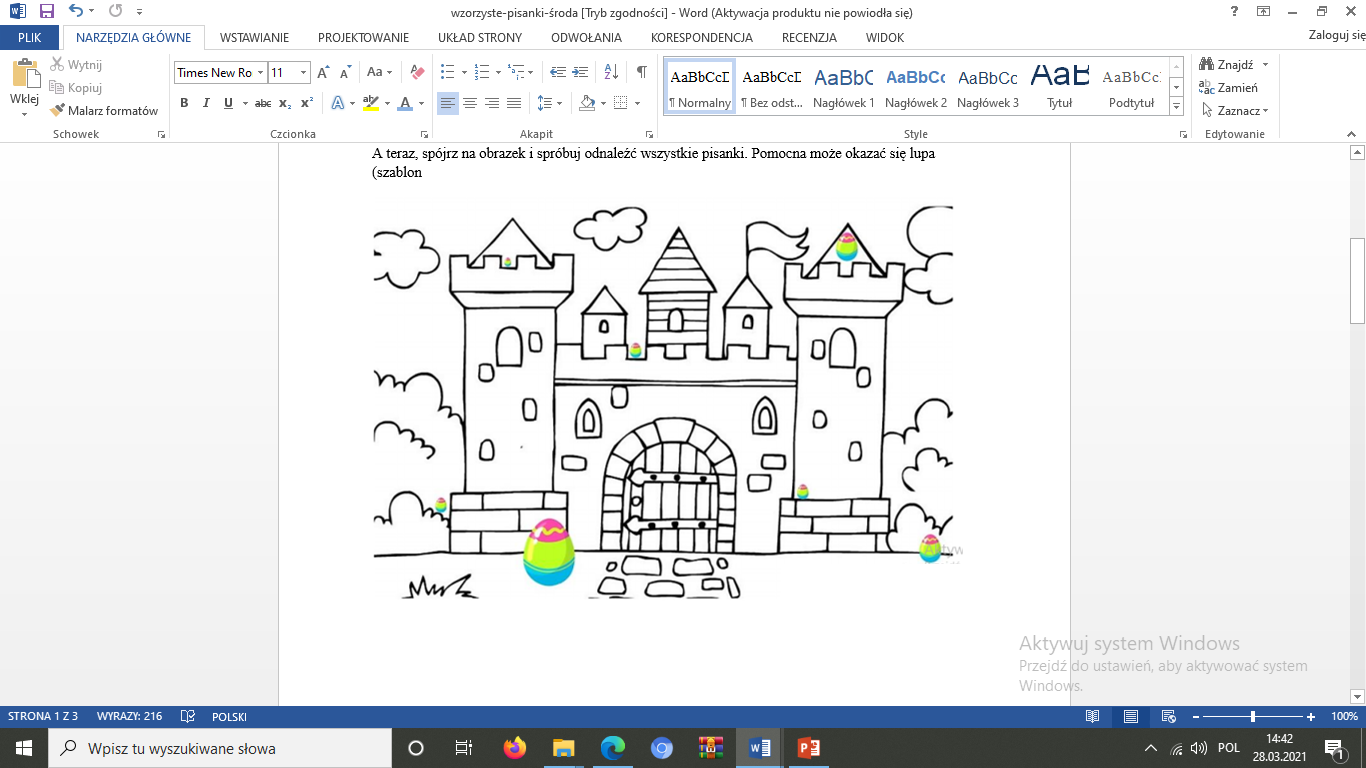 wzorzyste-pisanki-środa [Tryb zgodności] - Word (Aktywacja produktu nie powiodła się)
PLIK NARZĘDZIA GŁÓWNE WSTAWIANIE PROJEKTOWANIE UKŁAD STRONY ODWOŁANIA KORESPONDENCJA RECENZJA WIDOK Zaloguj się
Wklej
Wytnij
Kopiuj
Malarz formatów
Schowek
Times New Ro 11
Czcionka
Akapit
AaBbCcD AaBbCcD AaBbC AaBbCc AaBbCc AaB AaBbCcD
¶ Normalny ¶ Bez odst... Nagłówek 1 Nagłówek 2 Nagłówek 3 Tytuł Podtytuł
Style
Znajdź
Zamień
Zaznacz
Edytowanie
A teraz, spójrz na obrazek i spróbuj odnaleźć wszystkie pisanki. Pomocna może okazać się lupa
(szablon
Aktywuj system Windows
Przejdź do ustawień, aby aktywować system
Windows.
STRONA 1 Z 3 WYRAZY: 216 POLSKI 100%
Wpisz tu wyszukiwane słowa
POL
14:42
28.03.2021